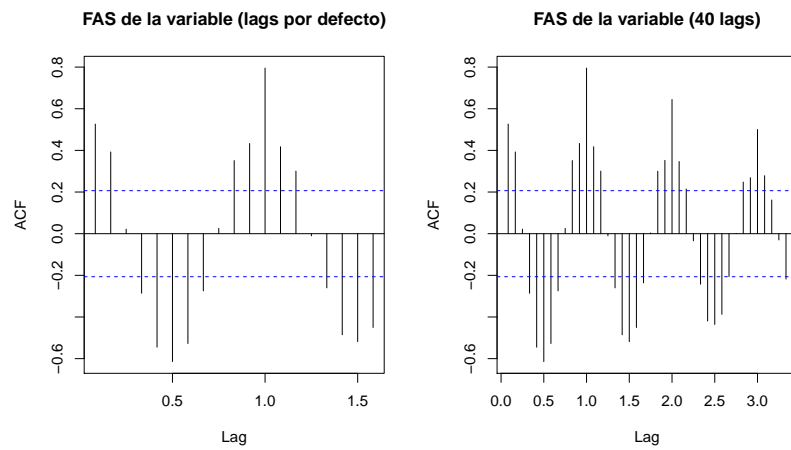 FAS de la variable (lags por defecto)
ACF
0.8
0.6
0.4
0.2
0.0
−0.2
−0.6
0.5 1.0 1.5
Lag
FAS de la variable (40 lags)
ACF
0.8
0.6
0.4
0.2
0.0
−0.2
−0.6
0.0 0.5 1.0 1.5 2.0 2.5 3.0
Lag